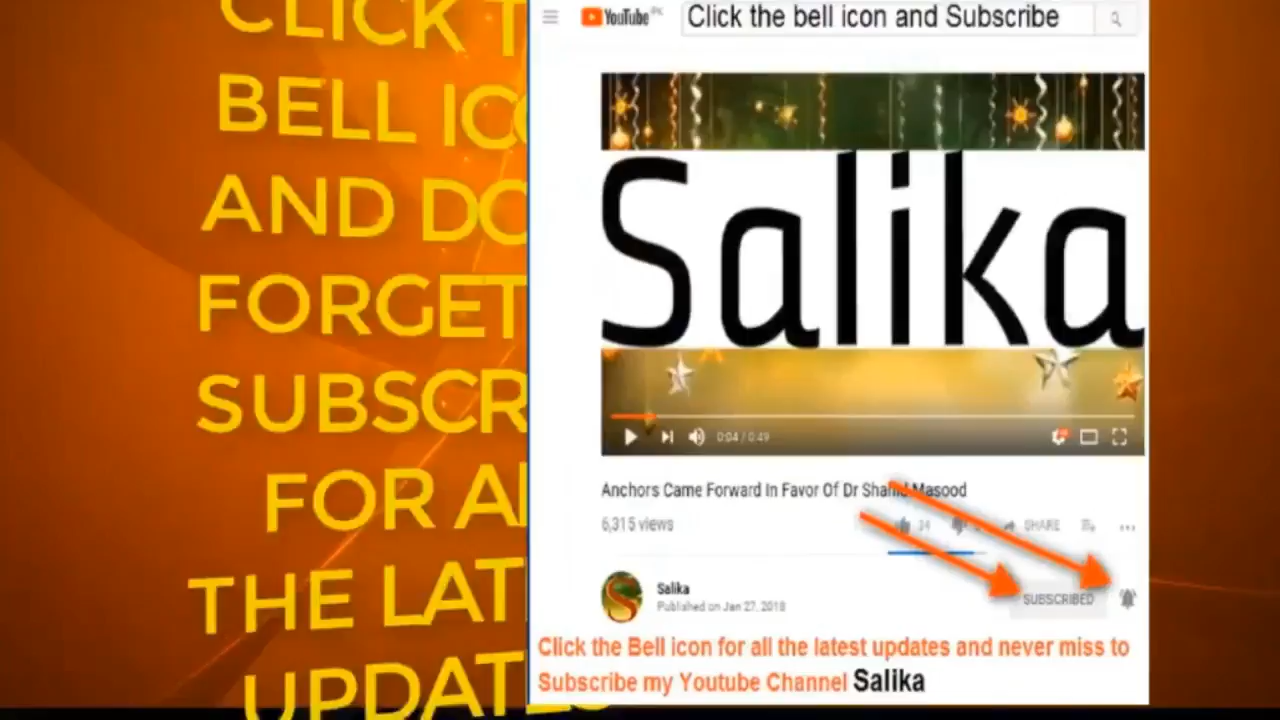 CLICK T
BELL IC
AND DO
FORGET
SUBSCR
FOR A
THE LAT
UPDATES
YouTube PK
Click the bell icon and Subscribe
Salika
0:04 / 0:49
Anchors Came Forward In Favor Of Dr Shahid Masood
6,315 views
34
SHARE
Salika
Published on Jan 27, 2018
SUBSCRIBED
Click the Bell icon for all the latest updates and never miss to
Subscribe my Youtube Channel Salika